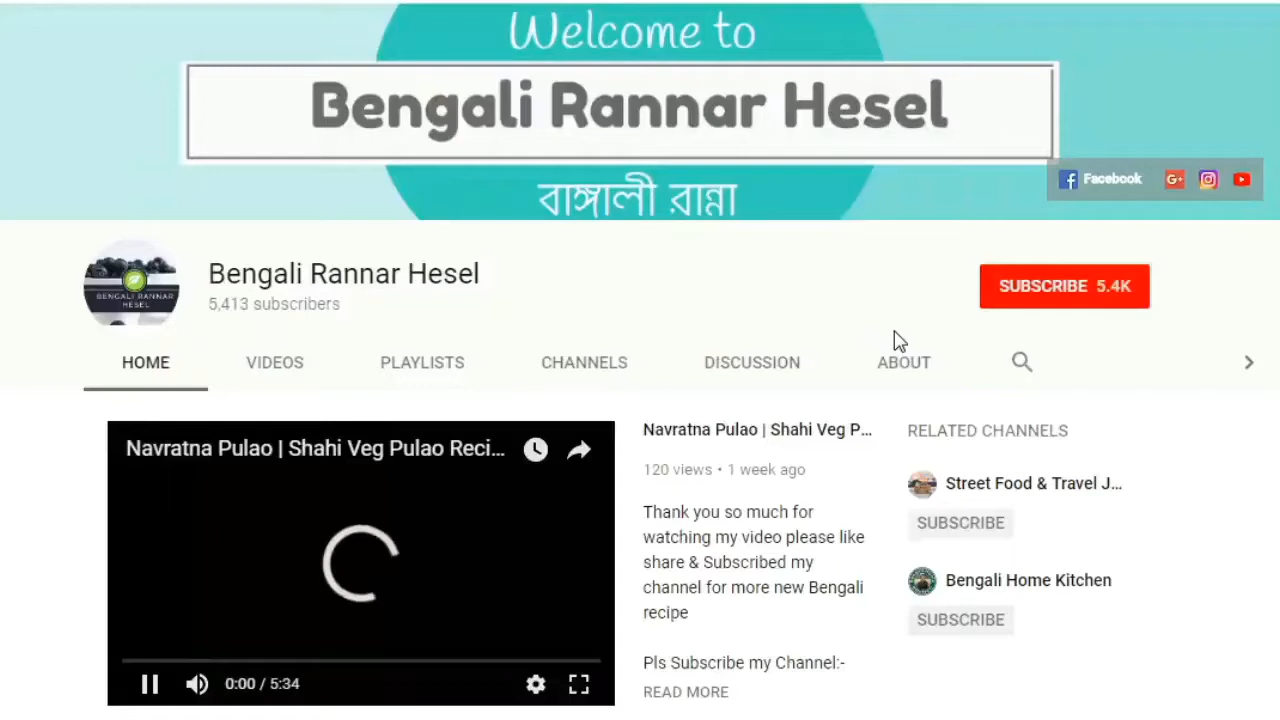 Welcome to
Bengali Rannar Hesel
বাঙ্গালী রান্না
Facebook
G+
BENGALI RANNAR
HESEL
Bengali Rannar Hesel
5,413 subscribers
SUBSCRIBE 5.4K
HOME VIDEOS PLAYLISTS CHANNELS DISCUSSION ABOUT
Navratna Pulao | Shahi Veg Pulao Reci...
0:00 / 5:34
Navratna Pulao | Shahi Veg P...
120 views • 1 week ago
Thank you so much for
watching my video please like
share & Subscribed my
channel for more new Bengali
recipe
Pls Subscribe my Channel:-
READ MORE
RELATED CHANNELS
Street Food & Travel J...
SUBSCRIBE
Bengali Home Kitchen
SUBSCRIBE